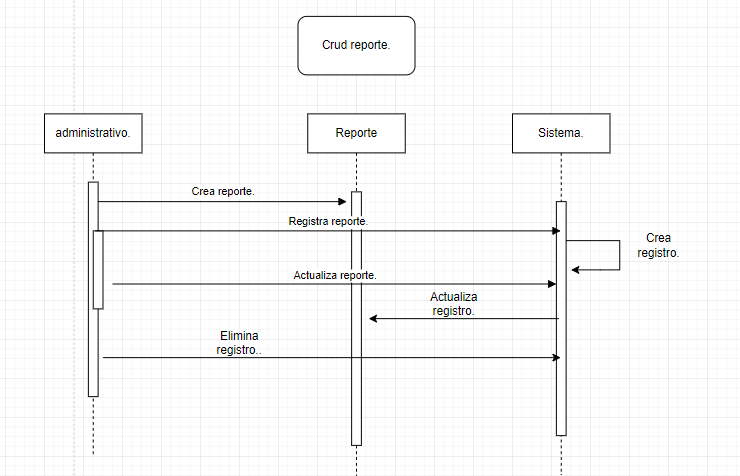 Crud reporte.
administrativo.
Reporte
Sistema.
Crea reporte.
Registra reporte.
Crea
registro.
Actualiza reporte.
Actualiza
registro.
Elimina
registro..